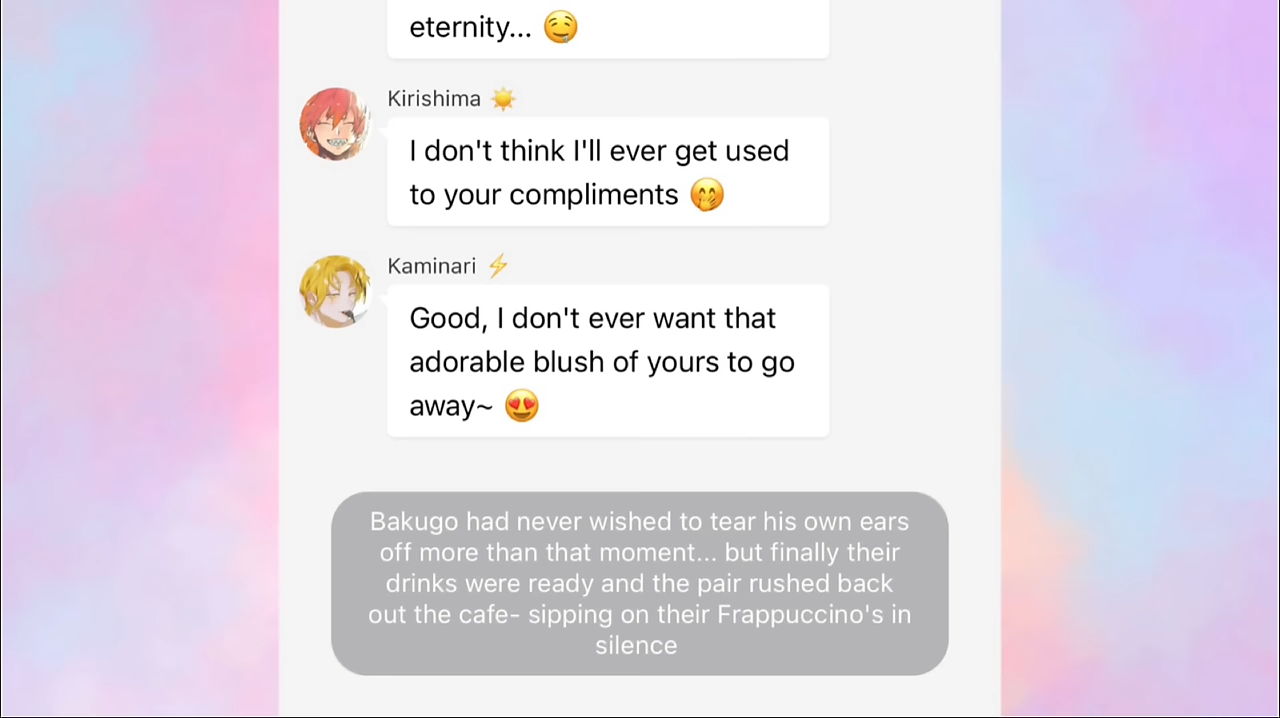 eternity... 🤤
Kirishima ☀️
I don't think I'll ever get used
to your compliments 🤭
Kaminari ⚡
Good, I don't ever want that
adorable blush of yours to go
away~ 😍
Bakugo had never wished to tear his own ears
off more than that moment... but finally their
drinks were ready and the pair rushed back
out the cafe- sipping on their Frappuccino's in
silence